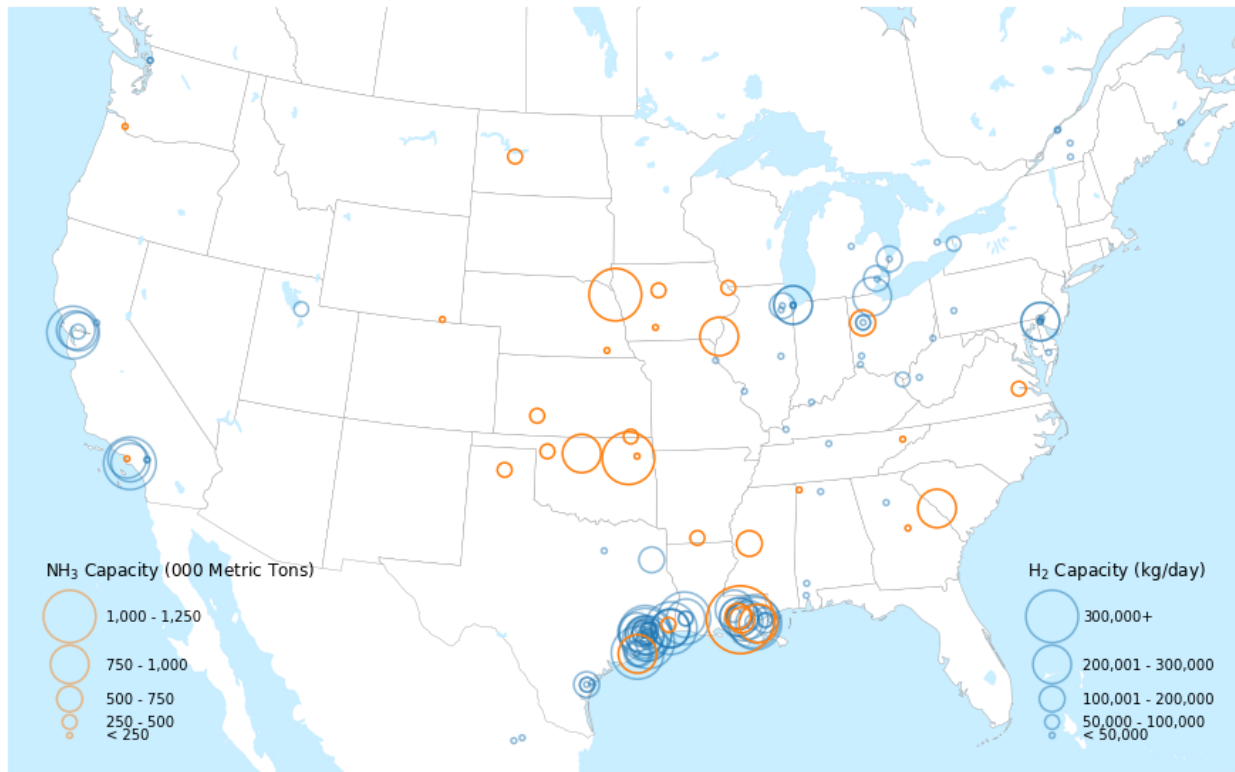 NH₃ Capacity (000 Metric Tons)
1,000 - 1,250
750 - 1,000
500 - 750
250 - 500
< 250
H₂ Capacity (kg/day)
300,000+
200,001 - 300,000
100,001 - 200,000
50,000 - 100,000
< 50,000